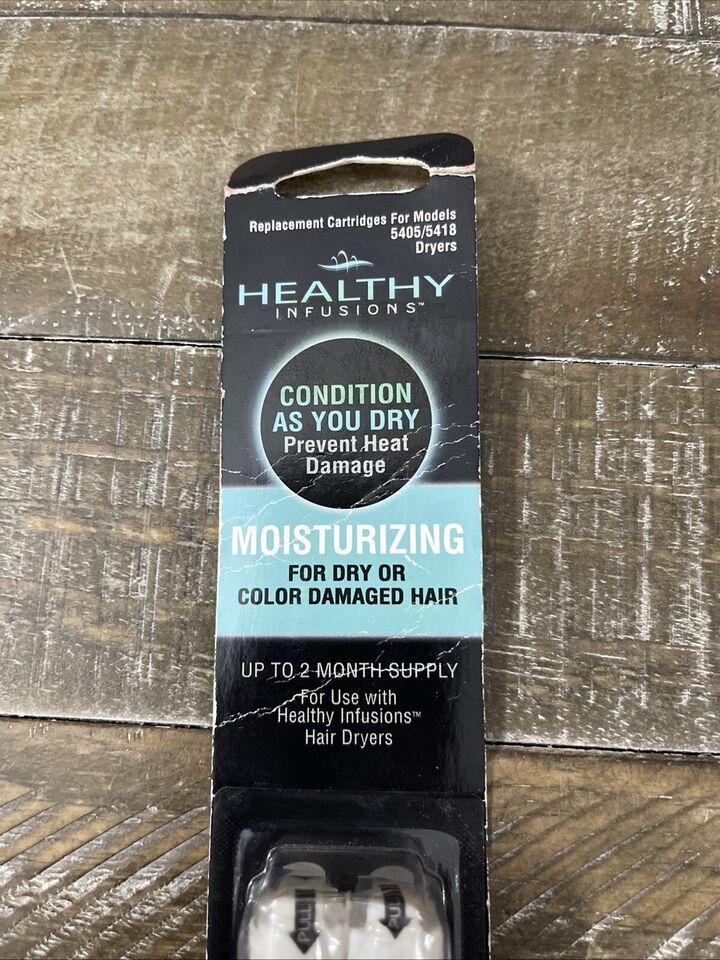 Replacement Cartridges For Models
5405/5418
Dryers
HEALTHY
INFUSIONS™
CONDITION
AS YOU DRY
Prevent Heat
Damage
MOISTURIZING
FOR DRY OR
COLOR DAMAGED HAIR
UP TO 2 MONTH SUPPLY
For Use with
Healthy Infusions™
Hair Dryers
PULL
PULL